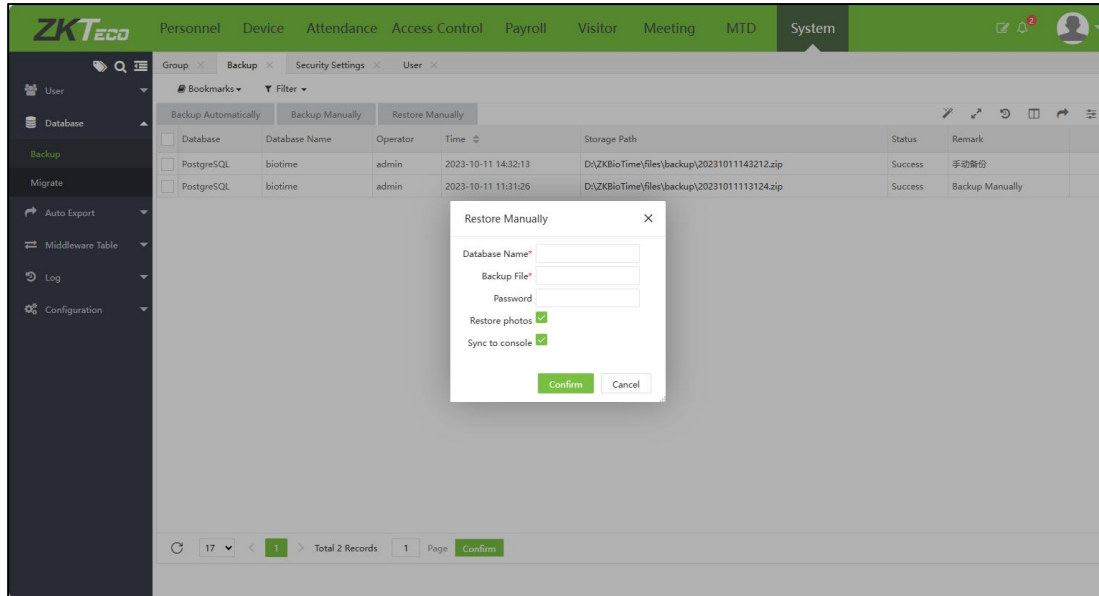 ZKTECO Personnel Device Attendance Access Control Payroll Visitor Meeting MTD System 2
Group Backup Security Settings User
User Bookmarks Filter
Database Backup Automatically Backup Manually Restore Manually
Database Database Name Operator Time Storage Path Status Remark
Backup PostgreSQL biotime admin 2023-10-11 14:32:13 D:\ZKBioTime\files\backup\20231011143212.zip Success 手动备份
Migrate PostgreSQL biotime admin 2023-10-11 11:31:26 D:\ZKBioTime\files\backup\20231011113124.zip Success Backup Manually
Auto Export
Middleware Table
Log
Configuration
Restore Manually
Database Name*
Backup File*
Password
Restore photos
Sync to console
Confirm Cancel
17 1 Total 2 Records 1 Page Confirm